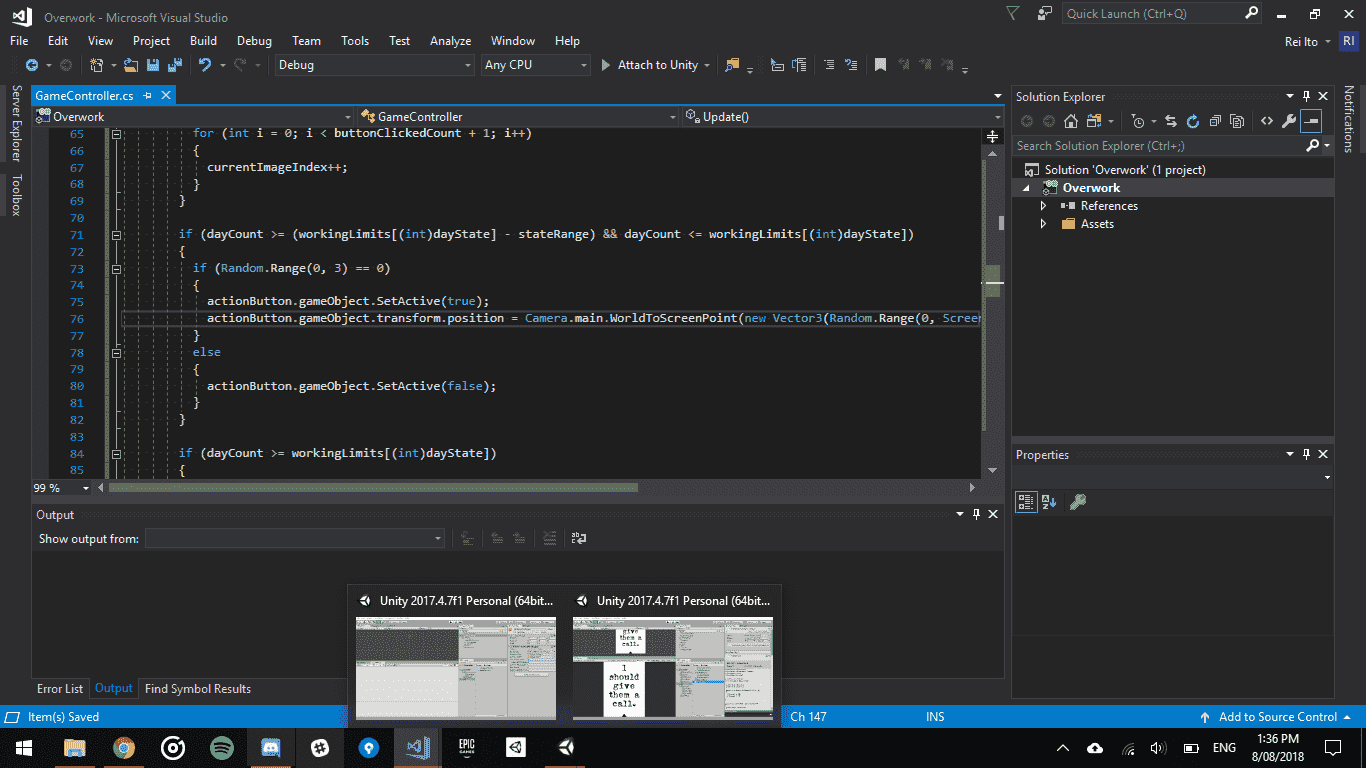 Overwork - Microsoft Visual Studio
Quick Launch (Ctrl+Q)
File Edit View Project Build Debug Team Tools Test Analyze Window Help
Rei Ito RI
Debug Any CPU Attach to Unity
Server Explorer
Toolbox
GameController.cs
Overwork GameController Update()
65 for (int i = 0; i < buttonClickedCount + 1; i++)
66 {
67 currentImageIndex++;
68 }
69 }
70
71 if (dayCount >= (workingLimits[(int)dayState] - stateRange) && dayCount <= workingLimits[(int)dayState])
72 {
73 if (Random.Range(0, 3) == 0)
74 {
75 actionButton.gameObject.SetActive(true);
76 actionButton.gameObject.transform.position = Camera.main.WorldToScreenPoint(new Vector3(Random.Range(0, Screen
77 }
78 else
79 {
80 actionButton.gameObject.SetActive(false);
81 }
82 }
83
84 if (dayCount >= workingLimits[(int)dayState])
85 {
99 %
Output
Show output from:
Error List Output Find Symbol Results
Solution Explorer
Search Solution Explorer (Ctrl+;)
Solution 'Overwork' (1 project)
Overwork
References
Assets
Properties
Notifications
Unity 2017.4.7f1 Personal (64bit...
Unity 2017.4.7f1 Personal (64bit...
give
them a
call.
I
should
give
them a
call.
Item(s) Saved
Ch 147
INS
Add to Source Control
EPIC
GAMES
ENG
1:36 PM
8/08/2018